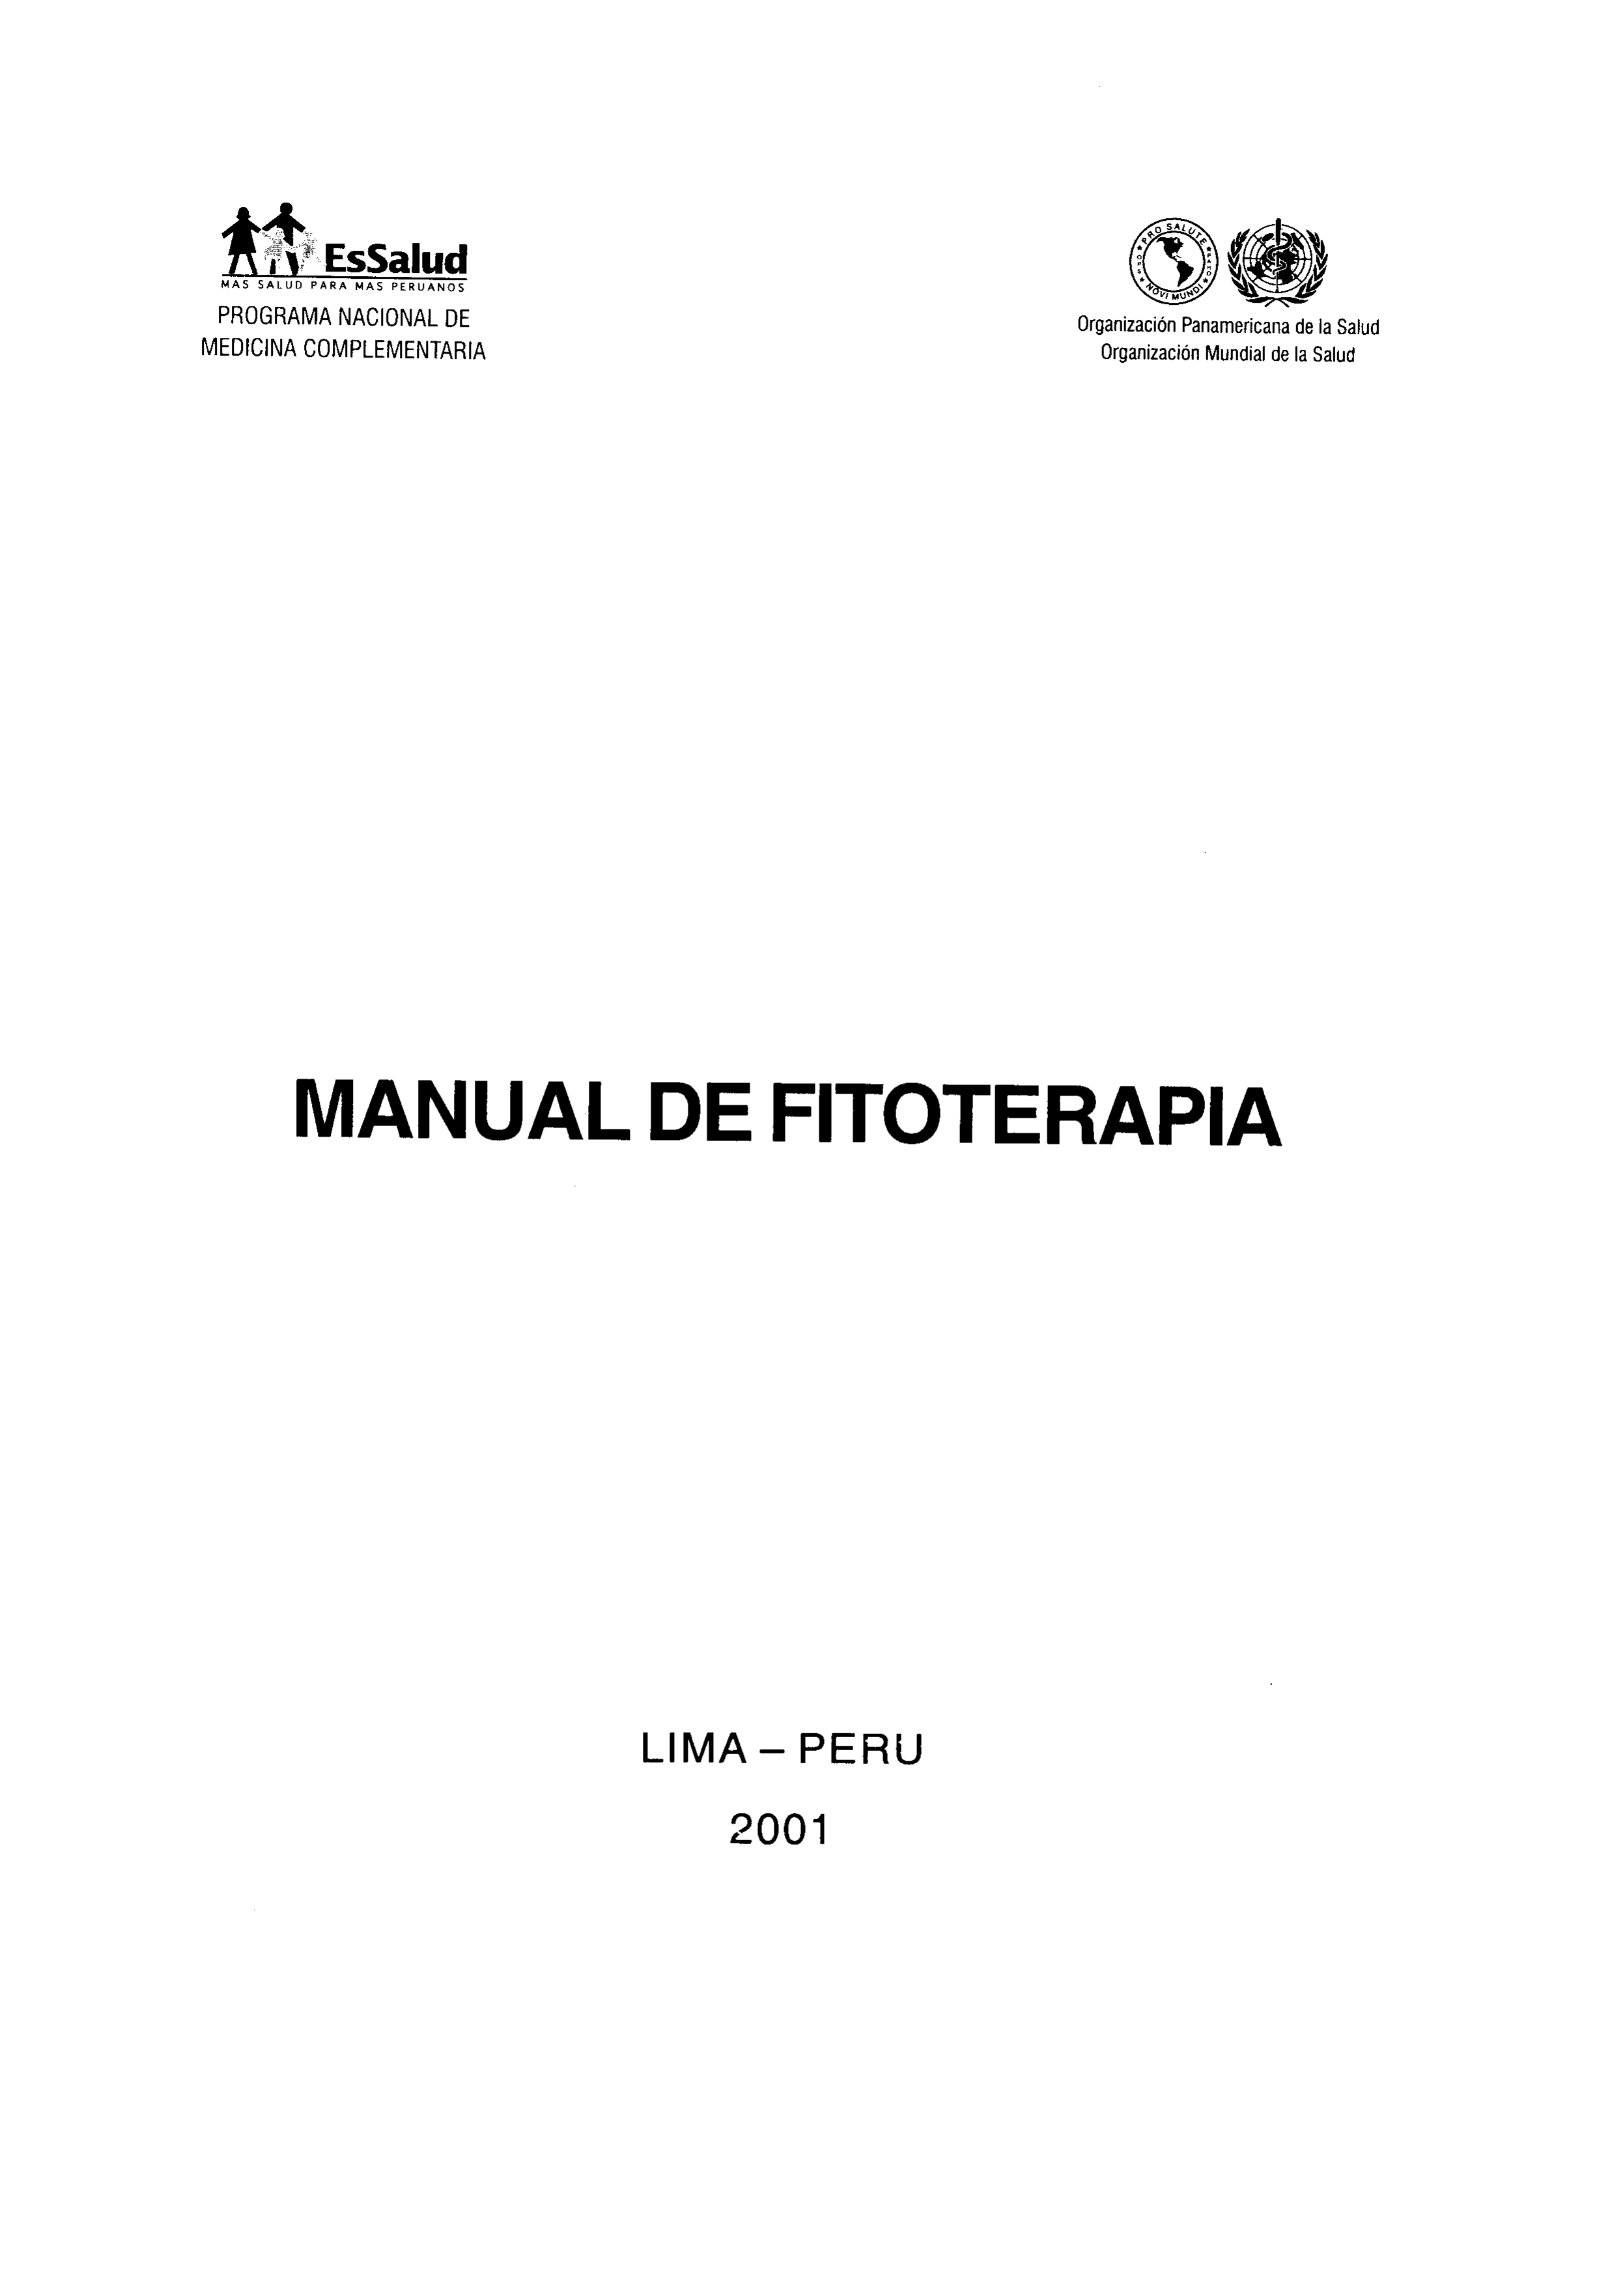 EsSalud
MAS SALUD PARA MAS PERUANOS
PROGRAMA NACIONAL DE
MEDICINA COMPLEMENTARIA
PRO SALUTE
NOVI MUNDI
Organización Panamericana de la Salud
Organización Mundial de la Salud
MANUAL DE FITOTERAPIA
LIMA – PERU
2001